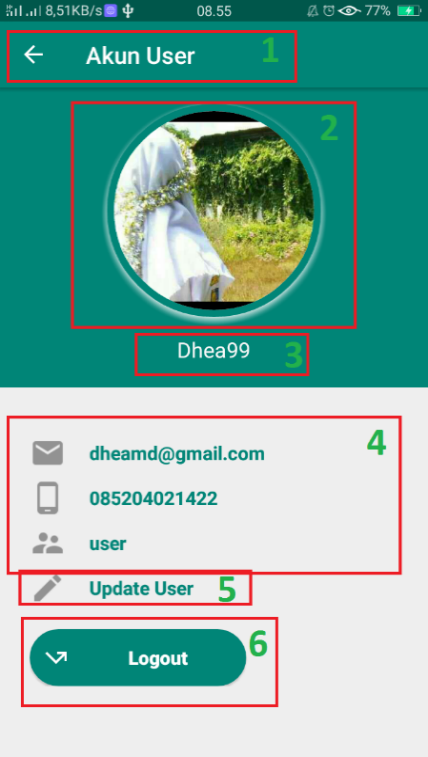 8,51KB/s 08.55 77%
Akun User 1
2
Dhea99 3
4
dheamd@gmail.com
085204021422
user
Update User 5
Logout 6